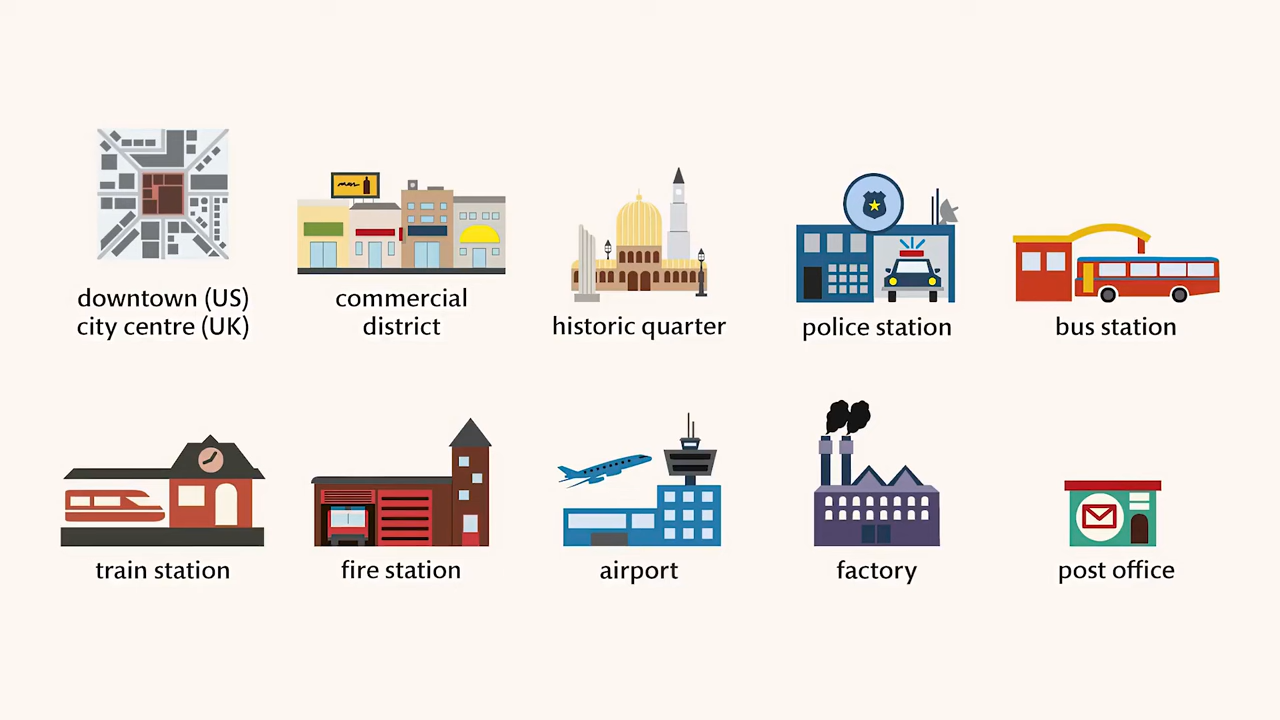 downtown (US)
city centre (UK)
commercial
district
historic quarter
police station
bus station
train station
fire station
airport
factory
post office